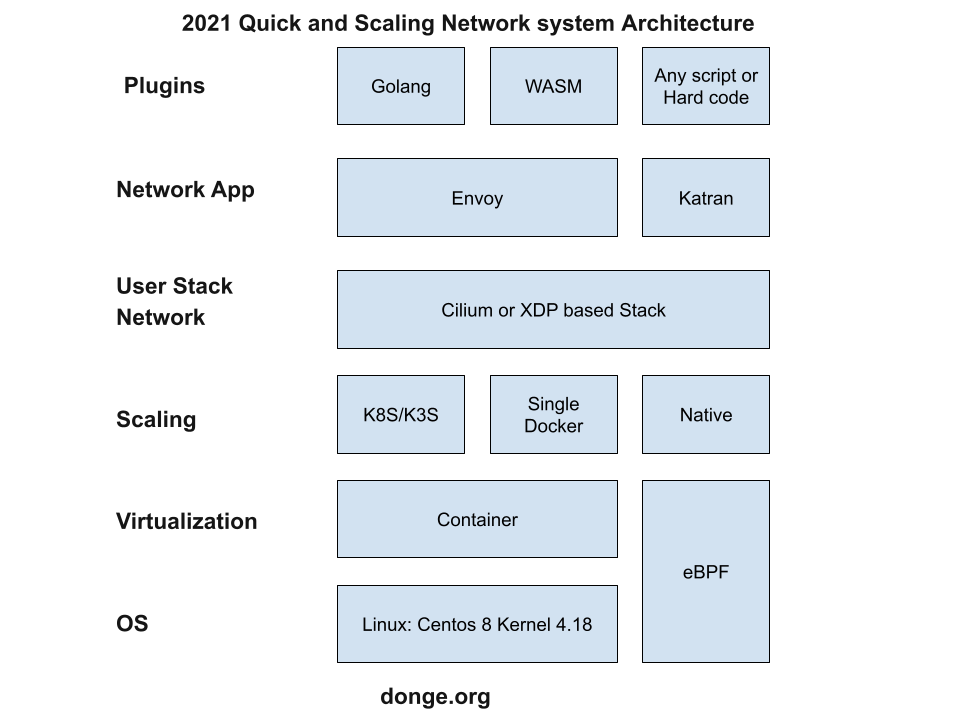 2021 Quick and Scaling Network system Architecture
Plugins
Golang
WASM
Any script or
Hard code
Network App
Envoy
Katran
User Stack
Network
Cilium or XDP based Stack
Scaling
K8S/K3S
Single
Docker
Native
Virtualization
Container
eBPF
OS
Linux: Centos 8 Kernel 4.18
donge.org